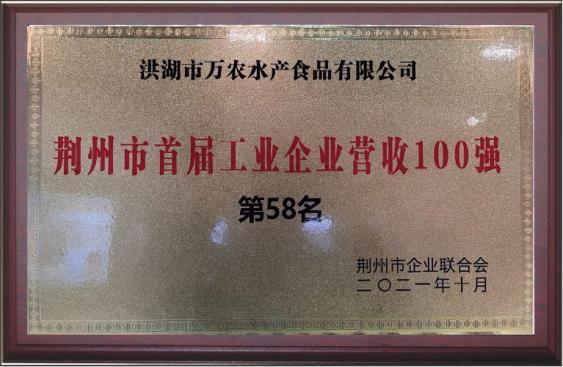 洪湖市万农水产食品有限公司
荆州市首届工业企业营收100强
第58名
荆州市企业联合会
二〇二一年十月